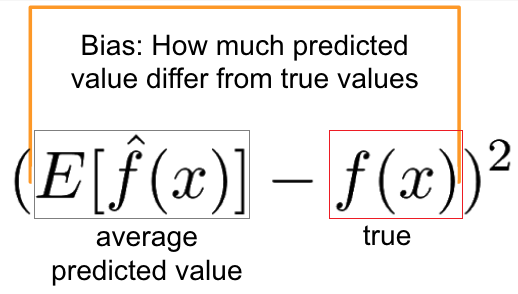 Bias: How much predicted
value differ from true values
(E[f̂(x)] − f(x))²
average
predicted value
true